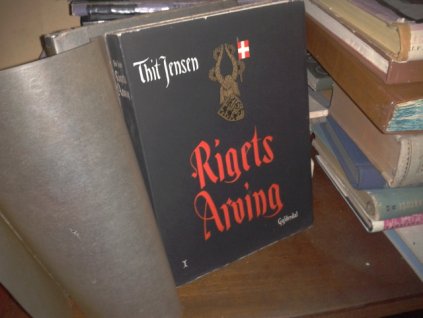 Thit Jensen
Rigets
Arving
Gyldendal
I